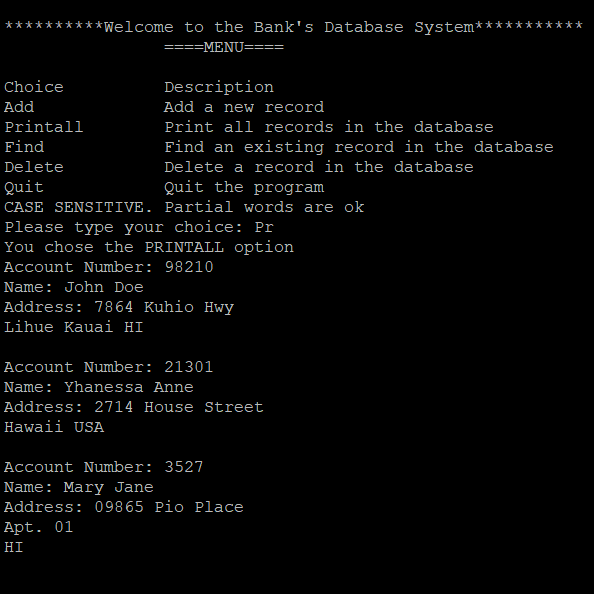 **********Welcome to the Bank's Database System***********
====MENU====
Choice          Description
Add             Add a new record
Printall        Print all records in the database
Find            Find an existing record in the database
Delete          Delete a record in the database
Quit            Quit the program
CASE SENSITIVE. Partial words are ok
Please type your choice: Pr
You chose the PRINTALL option
Account Number: 98210
Name: John Doe
Address: 7864 Kuhio Hwy
Lihue Kauai HI
Account Number: 21301
Name: Yhanessa Anne
Address: 2714 House Street
Hawaii USA
Account Number: 3527
Name: Mary Jane
Address: 09865 Pio Place
Apt. 01
HI